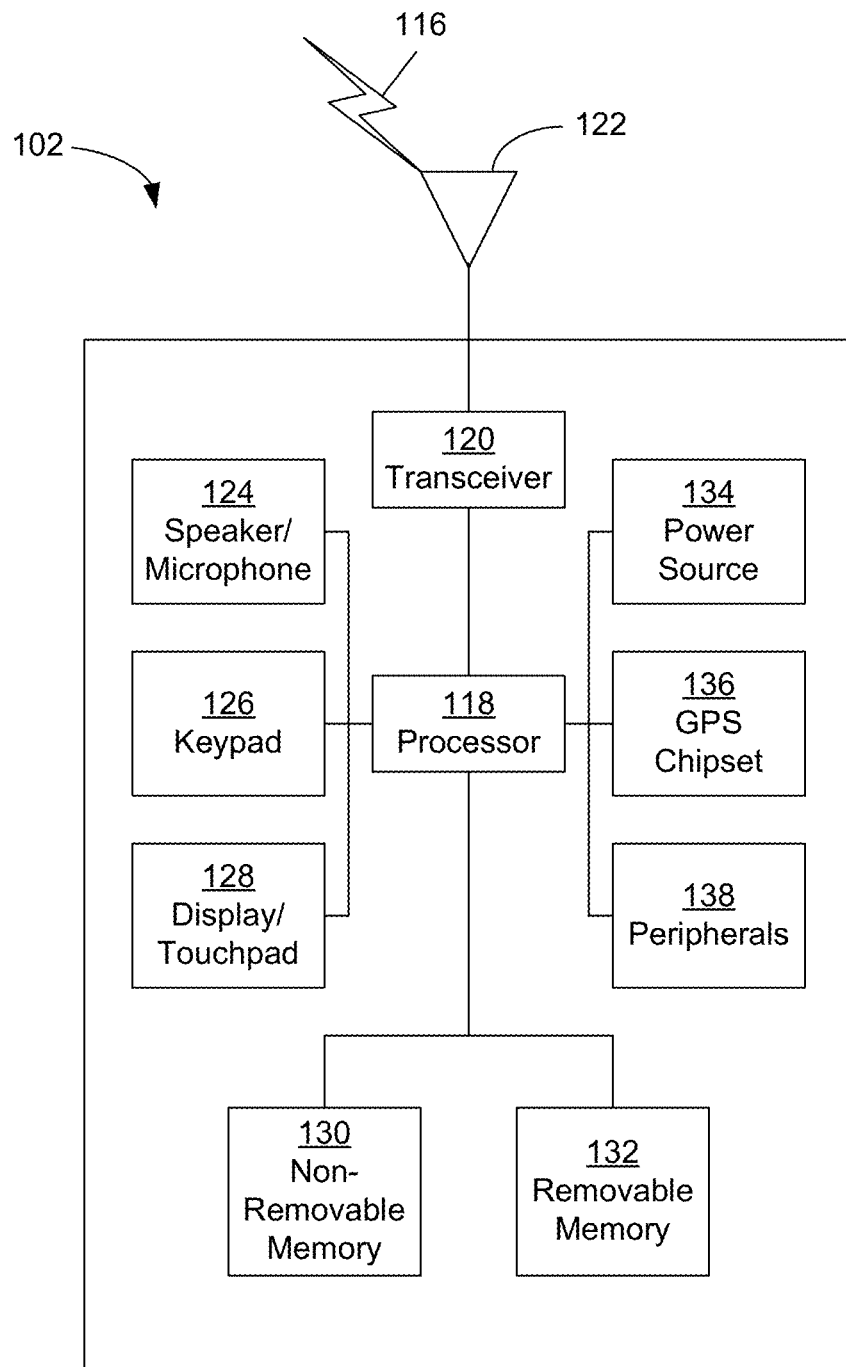 116
102
122
120
Transceiver
124
Speaker/
Microphone
134
Power
Source
126
Keypad
118
Processor
136
GPS
Chipset
128
Display/
Touchpad
138
Peripherals
130
Non-
Removable
Memory
132
Removable
Memory